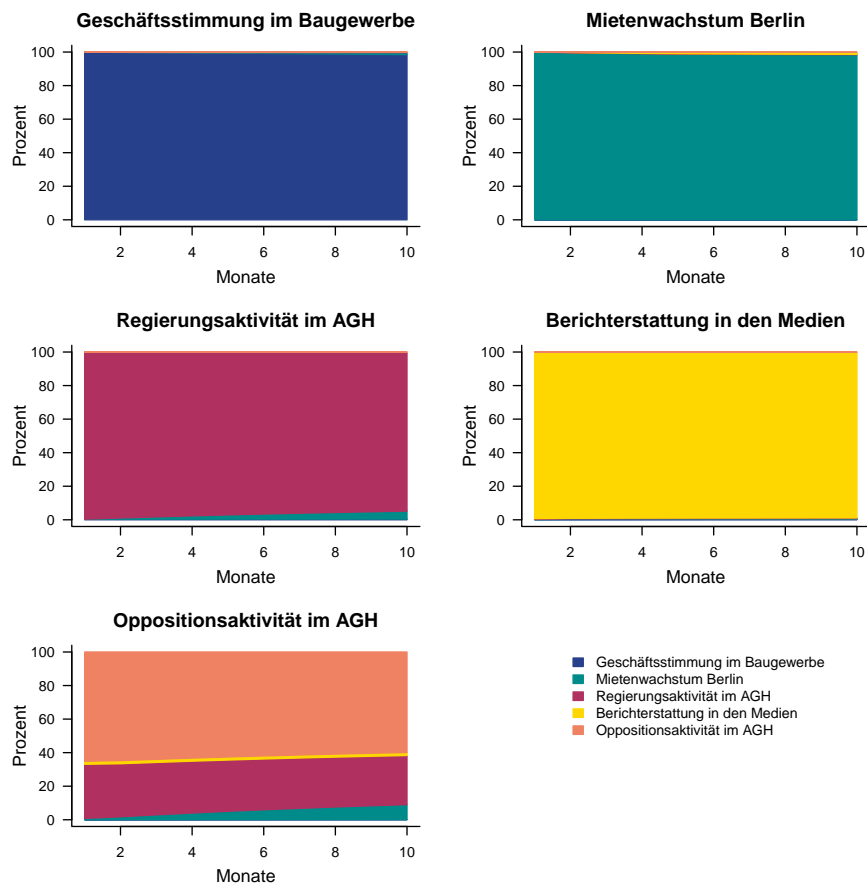 Geschäftsstimmung im Baugewerbe
100
80
60
40
20
0
Prozent
2 4 6 8 10
Monate
Mietenwachstum Berlin
100
80
60
40
20
0
Prozent
2 4 6 8 10
Monate
Regierungsaktivität im AGH
100
80
60
40
20
0
Prozent
2 4 6 8 10
Monate
Berichterstattung in den Medien
100
80
60
40
20
0
Prozent
2 4 6 8 10
Monate
Oppositionsaktivität im AGH
100
80
60
40
20
0
Prozent
2 4 6 8 10
Monate
Geschäftsstimmung im Baugewerbe
Mietenwachstum Berlin
Regierungsaktivität im AGH
Berichterstattung in den Medien
Oppositionsaktivität im AGH